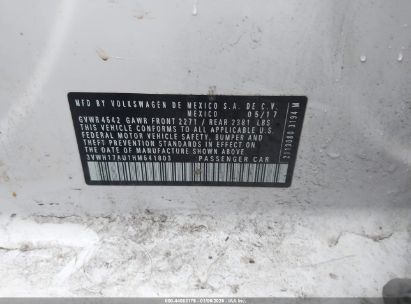 MFD BY VOLKSWAGEN DE MEXICO S.A. DE C.V.
MEXICO 05/17
GVWR 4542 GAWR FRONT 2271 / REAR 2381 LBS
THIS VEHICLE CONFORMS TO ALL APPLICABLE U.S.
FEDERAL MOTOR VEHICLE SAFETY, BUMPER AND
THEFT PREVENTION STANDARDS IN EFFECT ON THE
DATE OF MANUFACTURE SHOWN ABOVE
3VWH17AU1HM541803 PASSENGER CAR